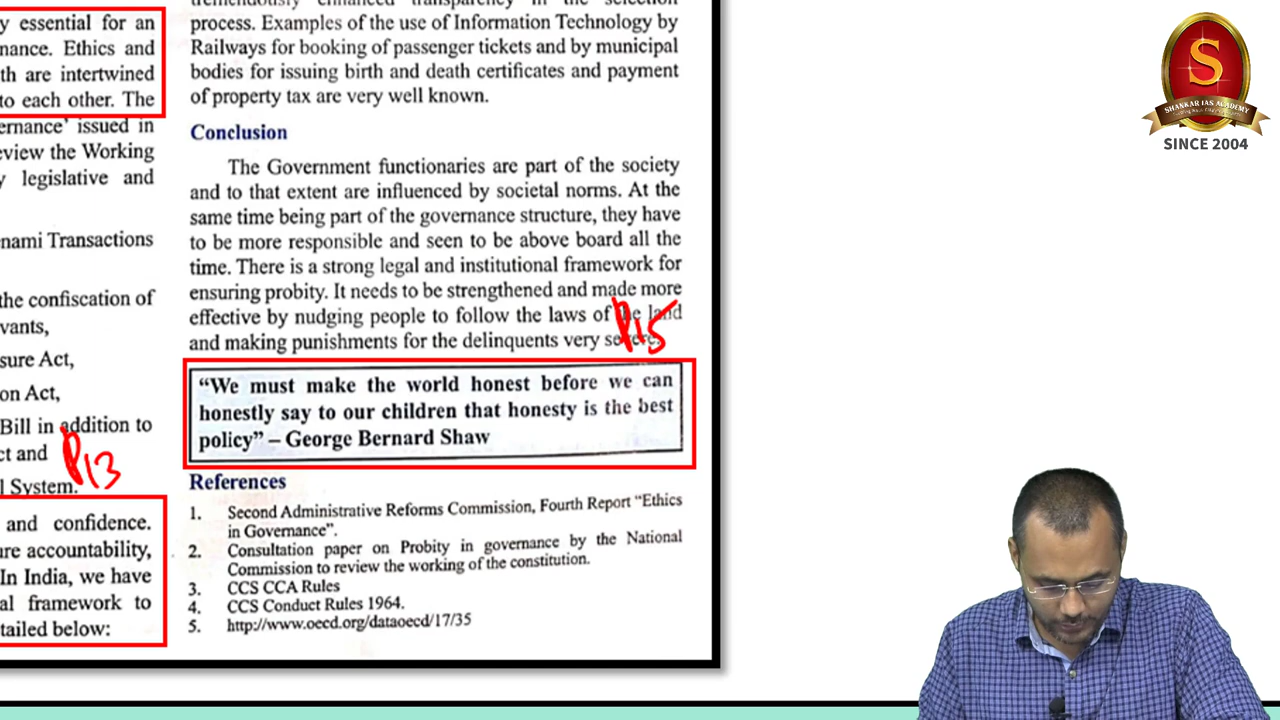 y essential for an
nance. Ethics and
th are intertwined
to each other. The
ernance’ issued in
eview the Working
y legislative and
enami Transactions
the confiscation of
vants,
sure Act,
on Act,
Bill in addition to
ct and
P13
l System.
and confidence.
ure accountability,
In India, we have
al framework to
tailed below:
tremendously enhanced transparency in the selection
process. Examples of the use of Information Technology by
Railways for booking of passenger tickets and by municipal
bodies for issuing birth and death certificates and payment
of property tax are very well known.
Conclusion
The Government functionaries are part of the society
and to that extent are influenced by societal norms. At the
same time being part of the governance structure, they have
to be more responsible and seen to be above board all the
time. There is a strong legal and institutional framework for
ensuring probity. It needs to be strengthened and made more
effective by nudging people to follow the laws of the land
and making punishments for the delinquents very severe.
P15
“We must make the world honest before we can
honestly say to our children that honesty is the best
policy” – George Bernard Shaw
References
1. Second Administrative Reforms Commission, Fourth Report “Ethics
in Governance”.
2. Consultation paper on Probity in governance by the National
Commission to review the working of the constitution.
3. CCS CCA Rules
4. CCS Conduct Rules 1964.
5. http://www.oecd.org/dataoecd/17/35
S
SHANKAR IAS ACADEMY
SINCE 2004